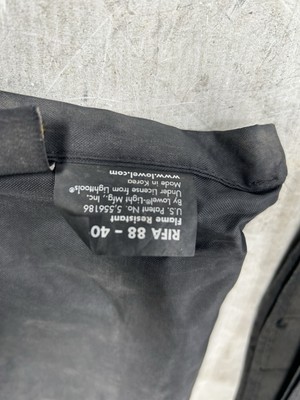 RIFA 88 - 40
Flame Resistant
U.S. Patent No. 5,556186
By Lowel®-Light Mfg., Inc.
Under License from Lighttools®
Made in Korea
www.lowel.com